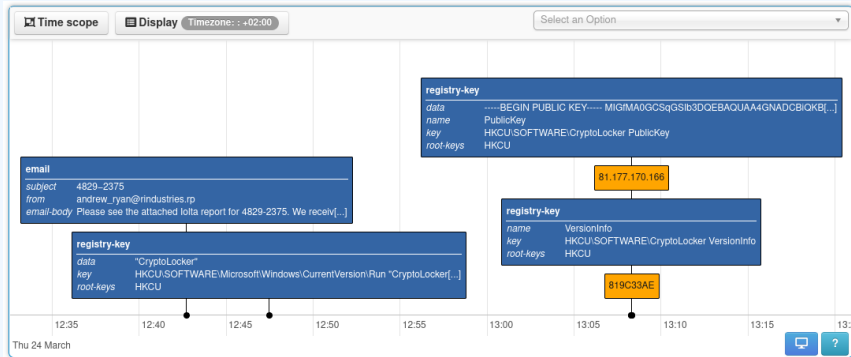 Time scope
Display Timezone: : +02:00
Select an Option
registry-key
data -----BEGIN PUBLIC KEY----- MIGfMA0GCSqGSIb3DQEBAQUAA4GNADCBiQKB[...]
name PublicKey
key HKCU\SOFTWARE\CryptoLocker PublicKey
root-keys HKCU
81.177.170.166
email
subject 4829--2375
from andrew_ryan@rindustries.rp
email-body Please see the attached Iolta report for 4829-2375. We receiv[...]
registry-key
name VersionInfo
key HKCU\SOFTWARE\CryptoLocker VersionInfo
root-keys HKCU
registry-key
data "CryptoLocker"
key HKCU\SOFTWARE\Microsoft\Windows\CurrentVersion\Run "CryptoLocker[...]
root-keys HKCU
819C33AE
12:35 12:40 12:45 12:50 12:55 13:00 13:05 13:10 13:15 13:
Thu 24 March
?